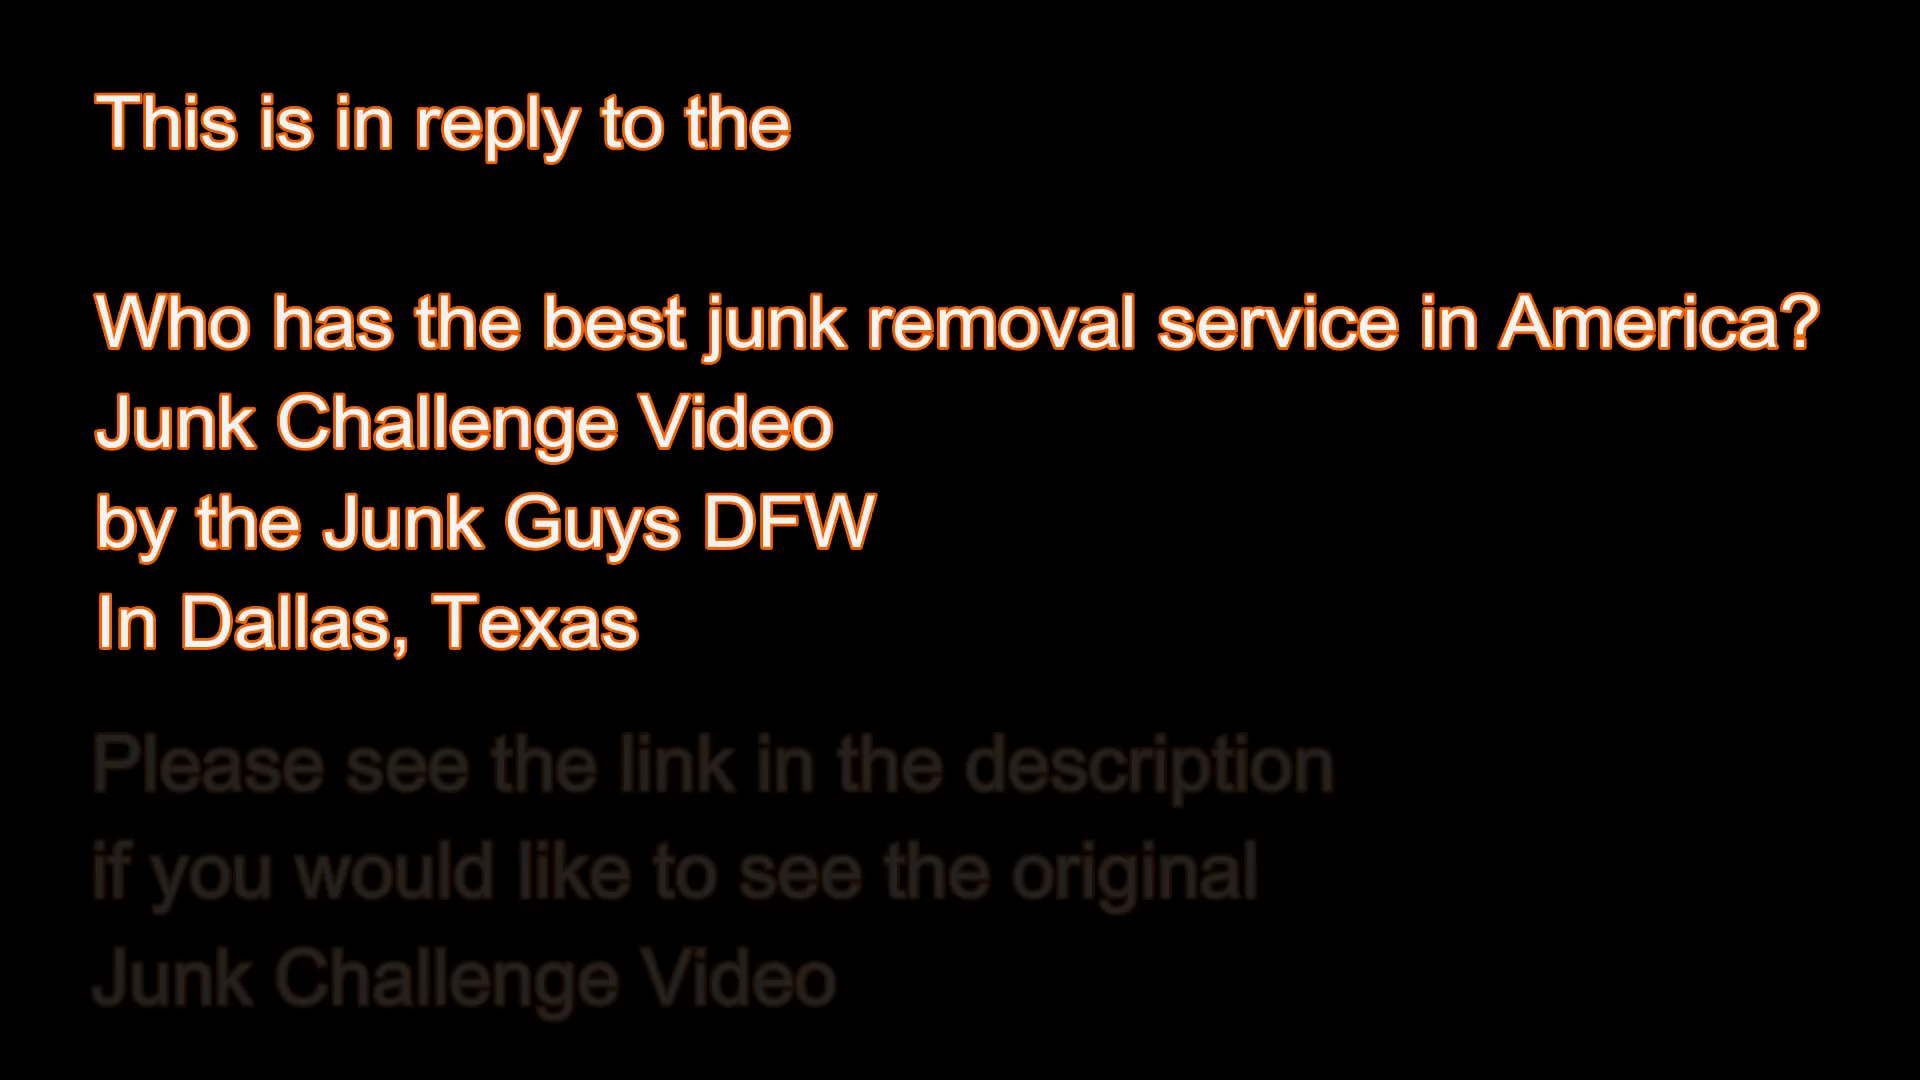 This is in reply to the
Who has the best junk removal service in America?
Junk Challenge Video
by the Junk Guys DFW
In Dallas, Texas
Please see the link in the description
if you would like to see the original
Junk Challenge Video